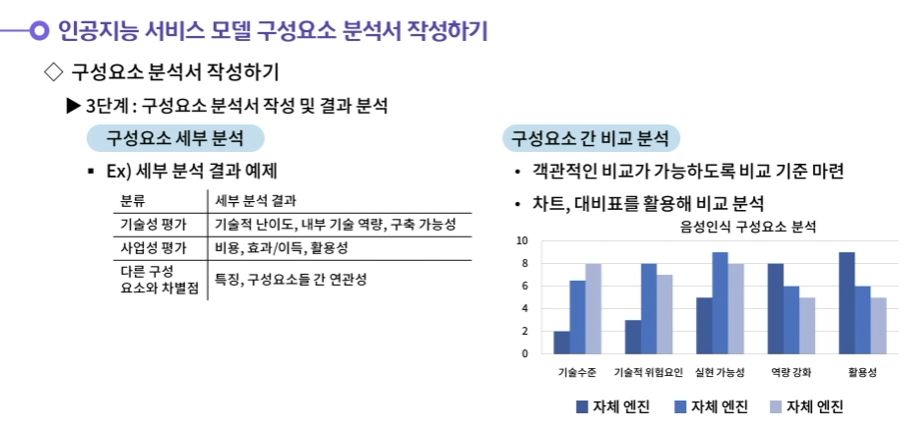 인공지능 서비스 모델 구성요소 분석서 작성하기
◇ 구성요소 분석서 작성하기
▶ 3단계 : 구성요소 분석서 작성 및 결과 분석
구성요소 세부 분석
▪ Ex) 세부 분석 결과 예제
분류 세부 분석 결과
기술성 평가 기술적 난이도, 내부 기술 역량, 구축 가능성
사업성 평가 비용, 효과/이득, 활용성
다른 구성
요소와 차별점 특징, 구성요소들 간 연관성
구성요소 간 비교 분석
• 객관적인 비교가 가능하도록 비교 기준 마련
• 차트, 대비표를 활용해 비교 분석
음성인식 구성요소 분석
10
8
6
4
2
0
기술수준 기술적 위험요인 실현 가능성 역량 강화 활용성
자체 엔진 자체 엔진 자체 엔진